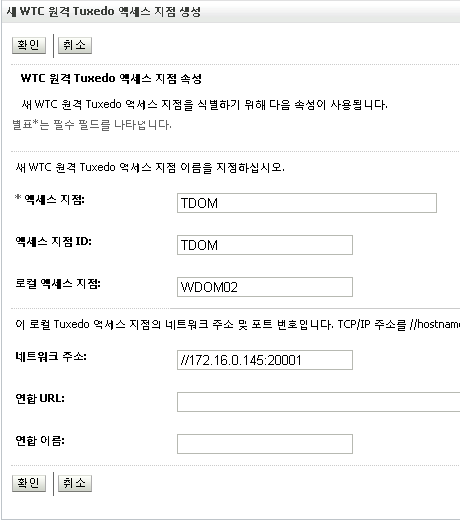 새 WTC 원격 Tuxedo 액세스 지점 생성
확인 취소
WTC 원격 Tuxedo 액세스 지점 속성
새 WTC 원격 Tuxedo 액세스 지점을 식별하기 위해 다음 속성이 사용됩니다.
별표*는 필수 필드를 나타냅니다.
새 WTC 원격 Tuxedo 액세스 지점 이름을 지정하십시오.
* 액세스 지점: TDOM
액세스 지점 ID: TDOM
로컬 액세스 지점: WDOM02
이 로컬 Tuxedo 액세스 지점의 네트워크 주소 및 포트 번호입니다. TCP/IP 주소를 //hostname
네트워크 주소: //172.16.0.145:20001
연합 URL:
연합 이름:
확인 취소